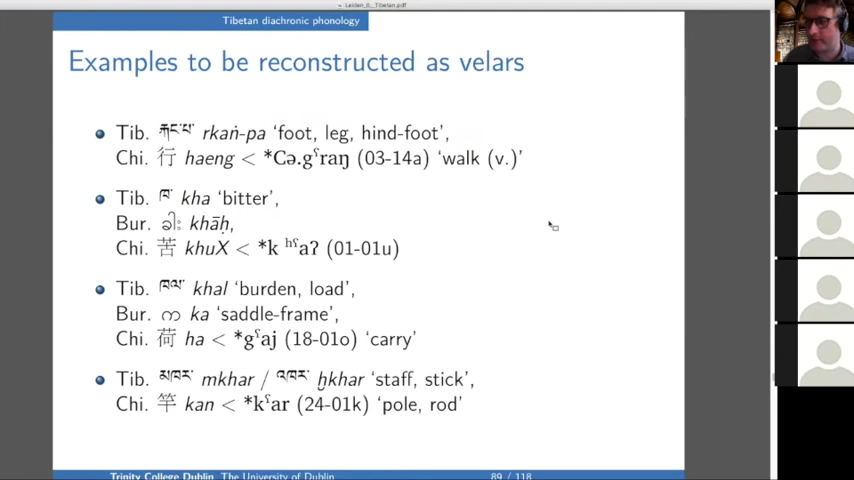 Leiden_8__Tibetan.pdf
Tibetan diachronic phonology
Examples to be reconstructed as velars
Tib. རྐང་པ་ rkaṅ-pa ‘foot, leg, hind-foot’,
Chi. 行 haeng < *Cə.gˤraŋ (03-14a) ‘walk (v.)’
Tib. ཁ་ kha ‘bitter’,
Bur. ခါး khāḥ,
Chi. 苦 khuX < *k ʰˤaʔ (01-01u)
Tib. ཁལ་ khal ‘burden, load’,
Bur. က ka ‘saddle-frame’,
Chi. 荷 ha < *gˤaj (18-01o) ‘carry’
Tib. མཁར་ mkhar / འཁར་ ḫkhar ‘staff, stick’,
Chi. 竿 kan < *kˤar (24-01k) ‘pole, rod’
Trinity College Dublin, The University of Dublin
89 / 118